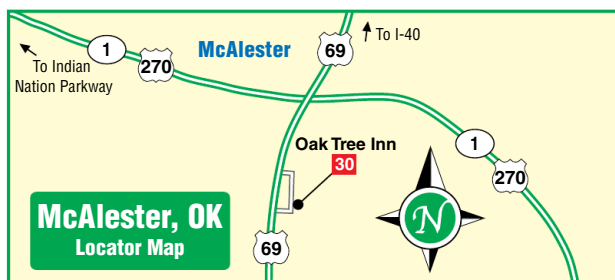 1
270
McAlester
69
To I-40
To Indian
Nation Parkway
Oak Tree Inn
30
1
270
McAlester, OK
Locator Map
69
N